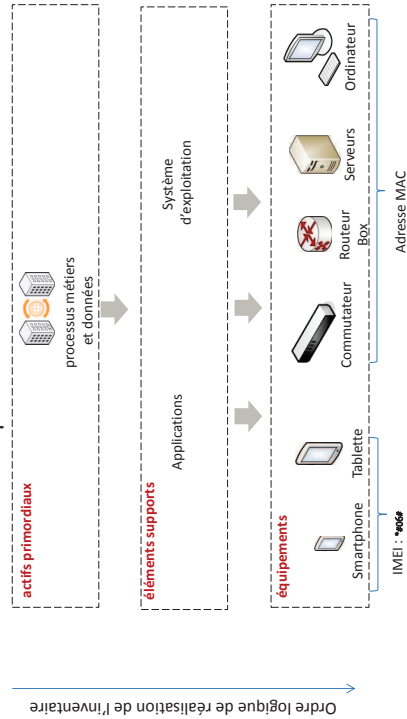 actifs primordiaux
processus métiers
et données
éléments supports
Applications
Système
d'exploitation
équipements
Smartphone
Tablette
Commutateur
Routeur
Box
Serveurs
Ordinateur
IMEI : *#06#
Adresse MAC
Ordre logique de réalisation de l'inventaire